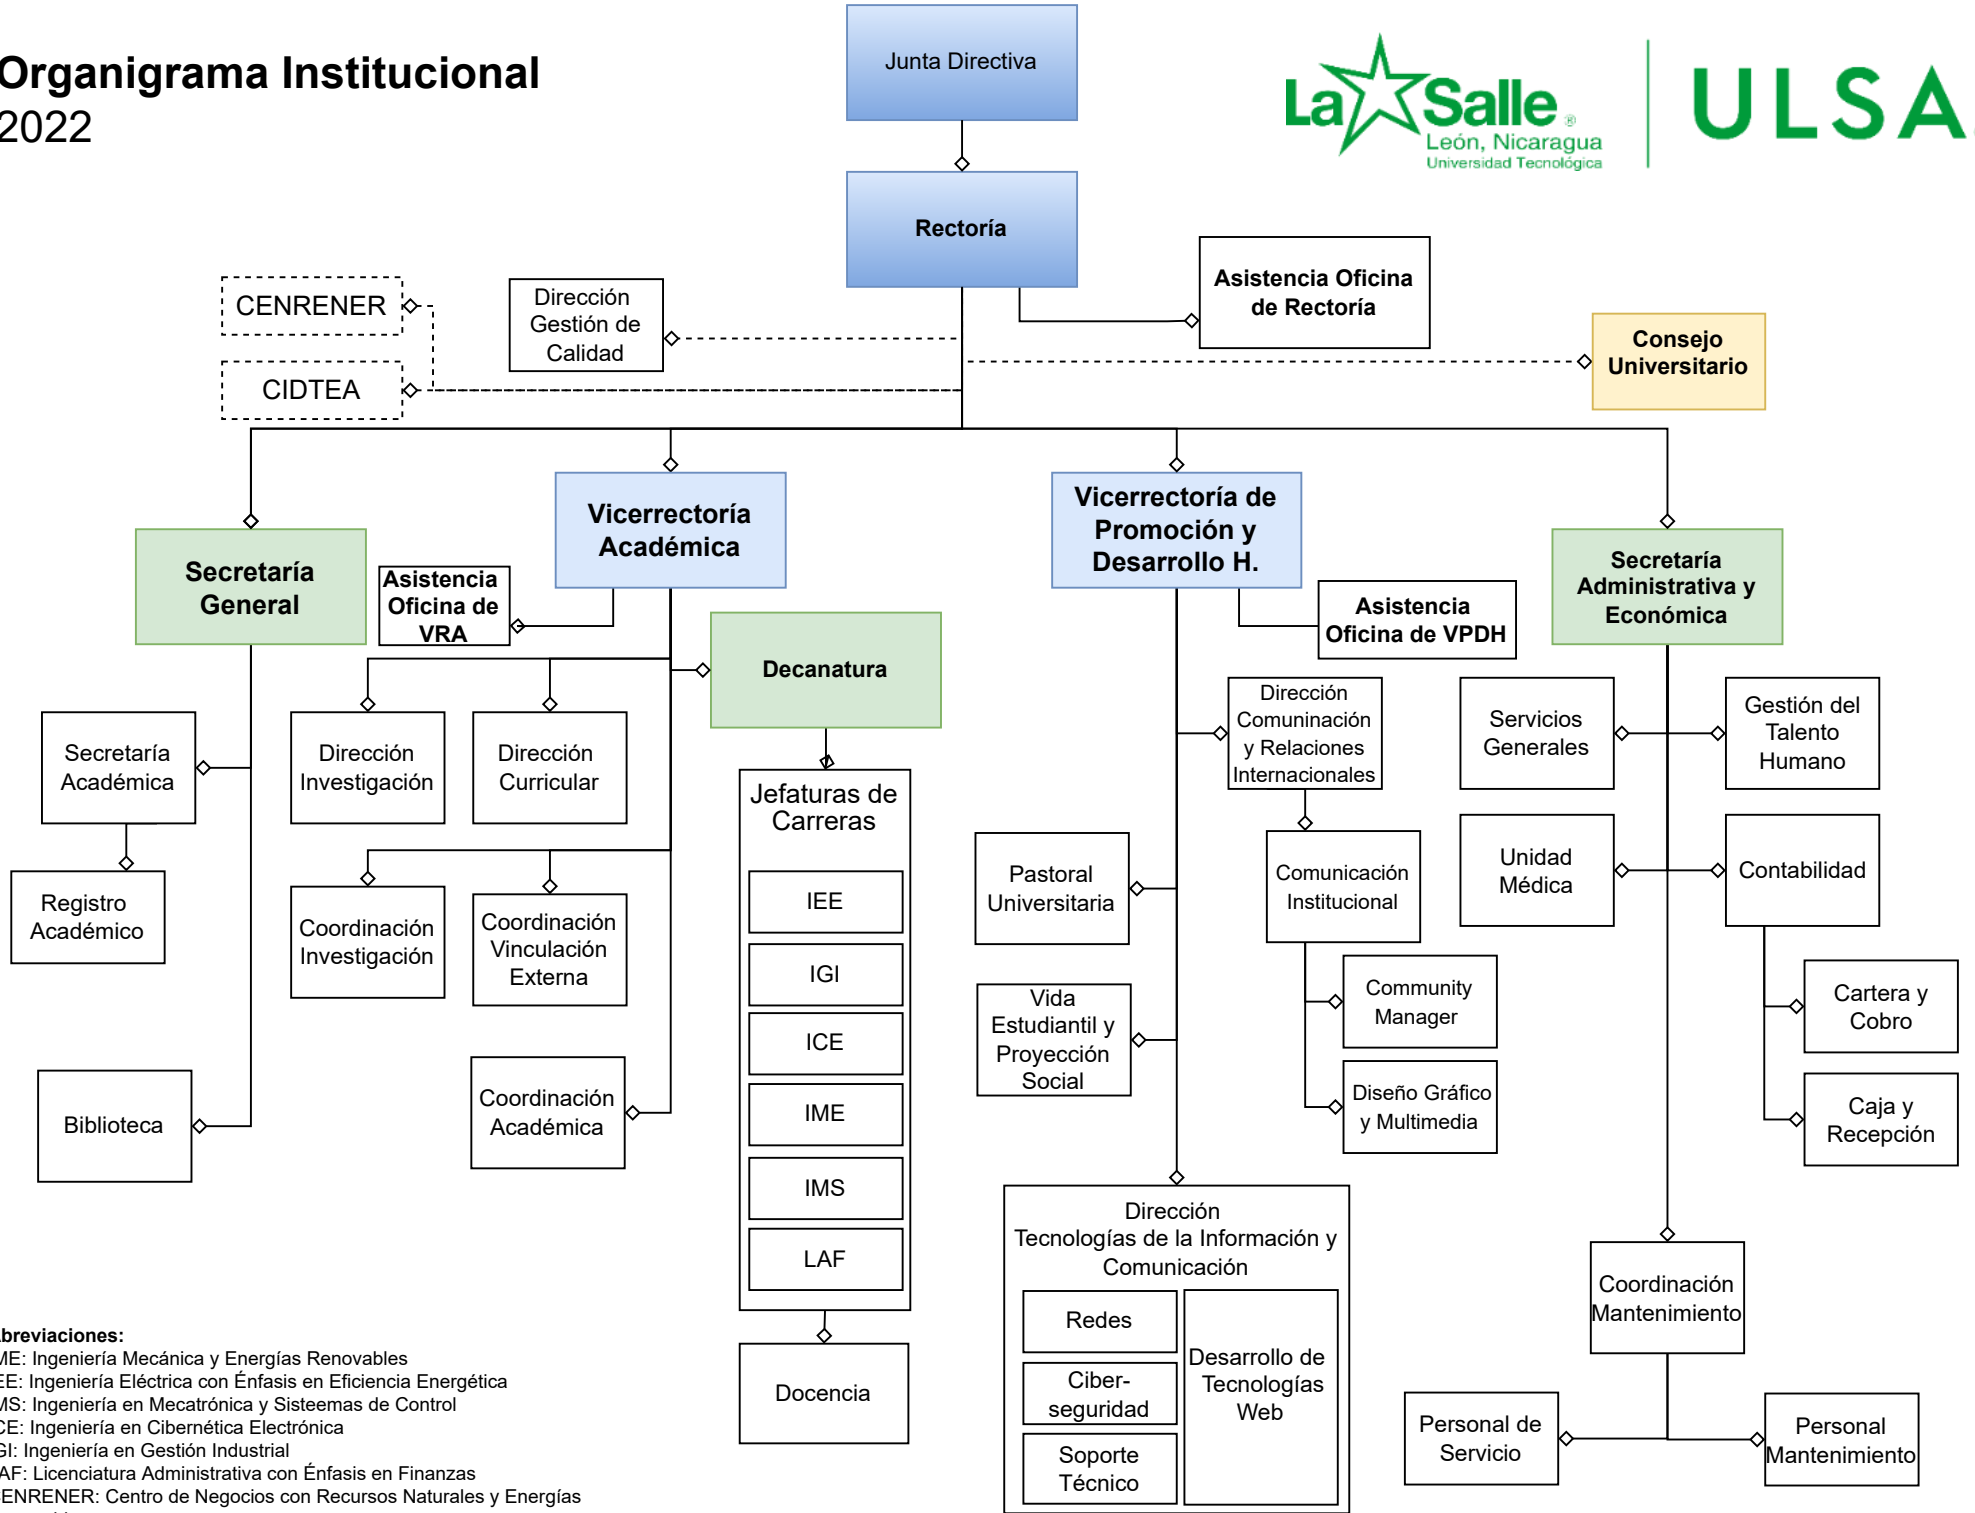 Organigrama Institucional
2022
Junta Directiva
La Salle ®
León, Nicaragua
Universidad Tecnológica
ULSA
Rectoría
Asistencia Oficina
de Rectoría
CENRENER
Dirección
Gestión de
Calidad
Consejo
Universitario
CIDTEA
Secretaría
General
Vicerrectoría
Académica
Vicerrectoría de
Promoción y
Desarrollo H.
Secretaría
Administrativa y
Económica
Asistencia
Oficina de
VRA
Decanatura
Asistencia
Oficina de VPDH
Secretaría
Académica
Registro
Académico
Biblioteca
Dirección
Investigación
Dirección
Curricular
Coordinación
Investigación
Coordinación
Vinculación
Externa
Coordinación
Académica
Jefaturas de
Carreras
IEE
IGI
ICE
IME
IMS
LAF
Docencia
Dirección
Comuninación
y Relaciones
Internacionales
Pastoral
Universitaria
Comunicación
Institucional
Vida
Estudiantil y
Proyección
Social
Community
Manager
Diseño Gráfico
y Multimedia
Dirección
Tecnologías de la Información y
Comunicación
Redes
Ciber-
seguridad
Soporte
Técnico
Desarrollo de
Tecnologías
Web
Servicios
Generales
Gestión del
Talento
Humano
Unidad
Médica
Contabilidad
Cartera y
Cobro
Caja y
Recepción
Coordinación
Mantenimiento
Personal de
Servicio
Personal
Mantenimiento
breviaciones:
ME: Ingeniería Mecánica y Energías Renovables
EE: Ingeniería Eléctrica con Énfasis en Eficiencia Energética
MS: Ingeniería en Mecatrónica y Sisteemas de Control
CE: Ingeniería en Cibernética Electrónica
GI: Ingeniería en Gestión Industrial
AF: Licenciatura Administrativa con Énfasis en Finanzas
CENRENER: Centro de Negocios con Recursos Naturales y Energías